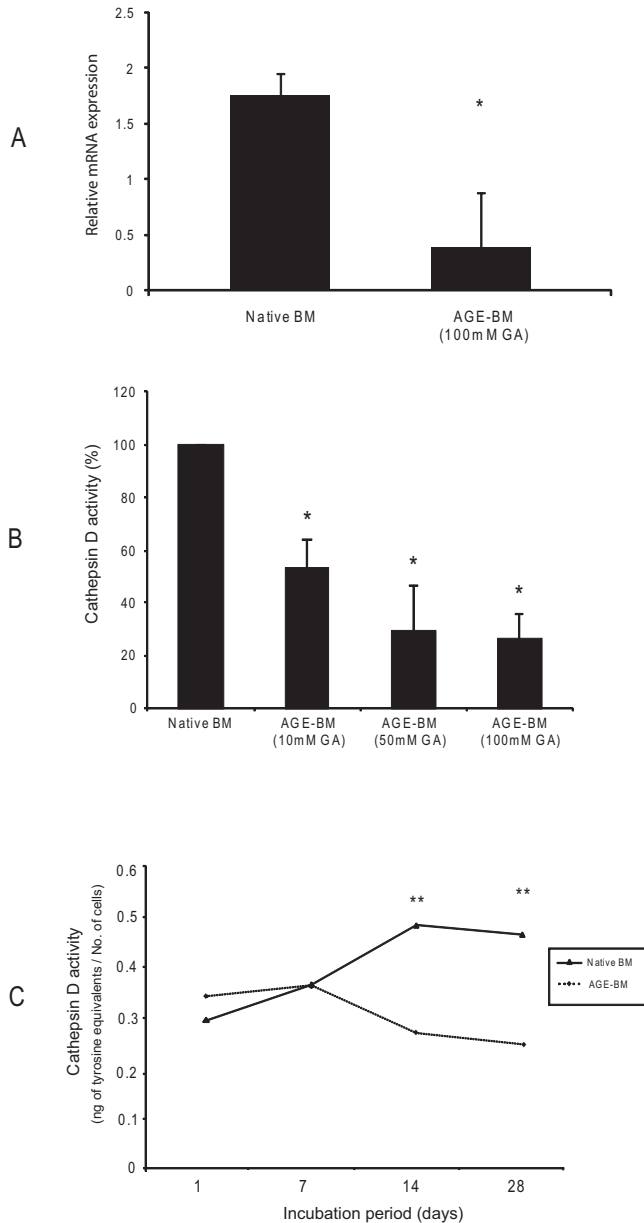 A
Relative mRNA expression
2.5
2
1.5
1
0.5
0
*
Native BM
AGE-BM
(100mM GA)
B
Cathepsin D activity (%)
120
100
80
60
40
20
0
*
*
*
Native BM
AGE-BM
(10mM GA)
AGE-BM
(50mM GA)
AGE-BM
(100mM GA)
C
Cathepsin D activity
(ng of tyrosine equivalents / No. of cells)
0.6
0.5
0.4
0.3
0.2
0.1
0
**
**
Native BM
AGE-BM
1
7
14
28
Incubation period (days)